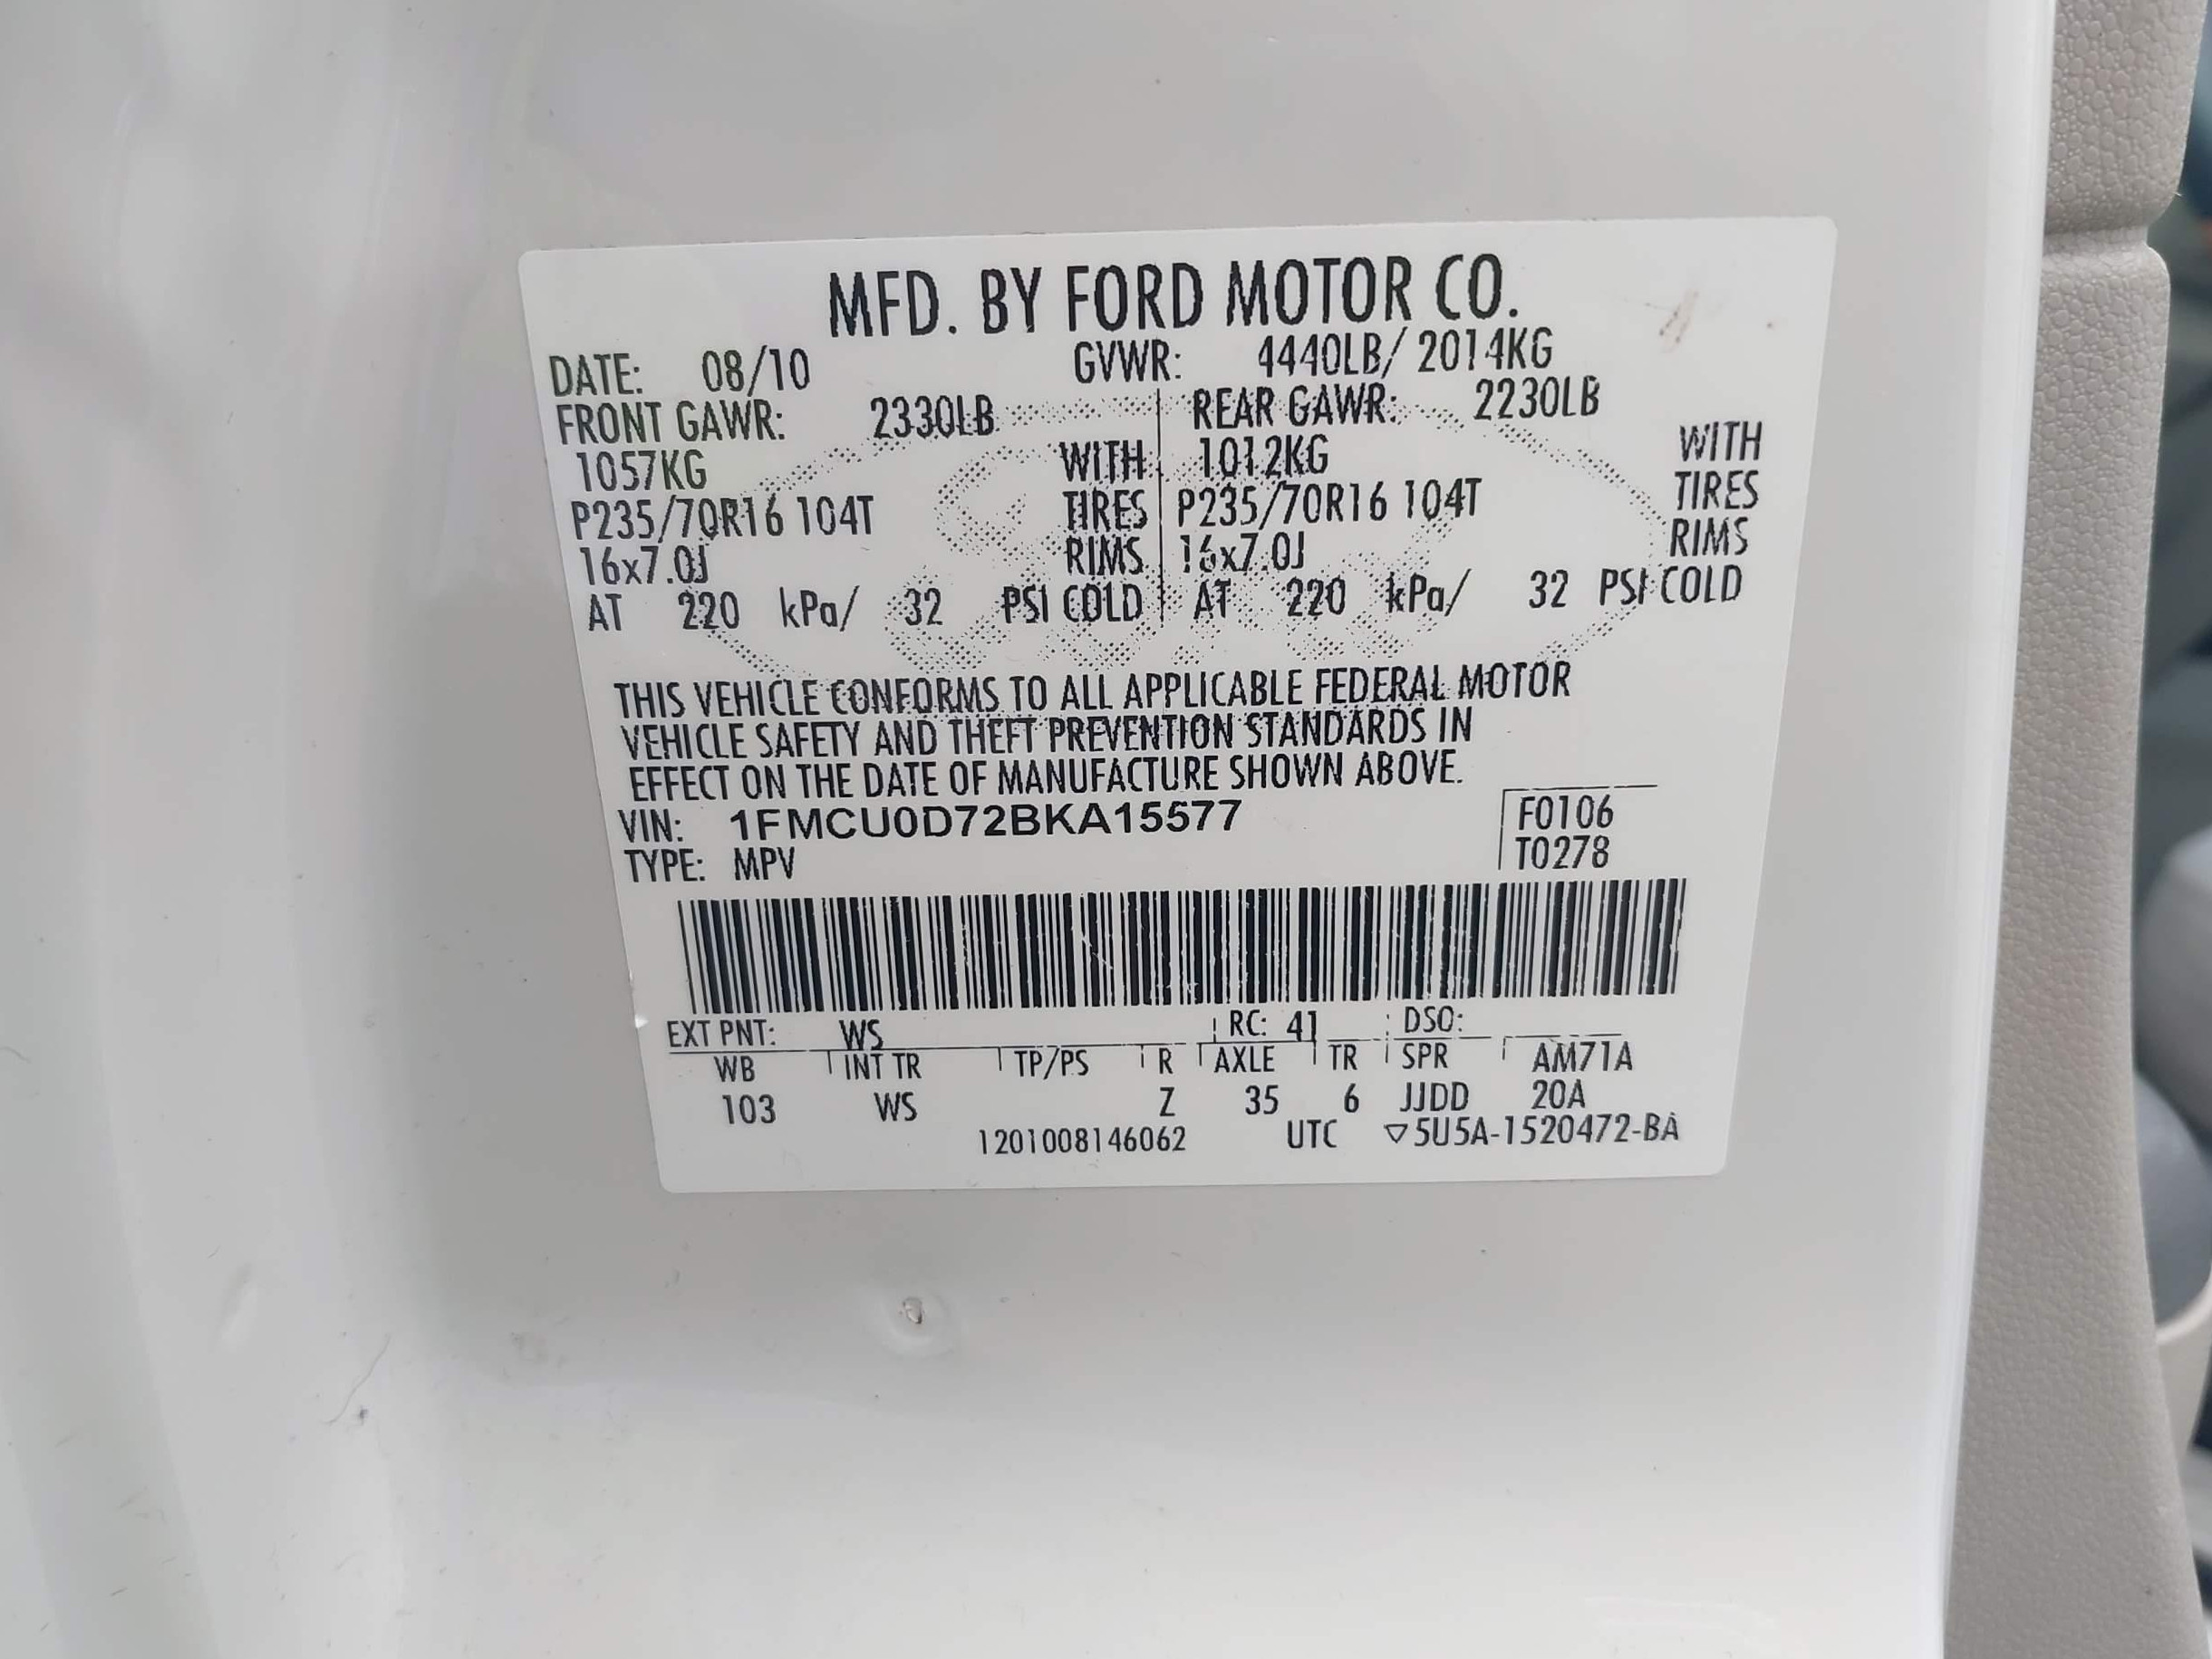 MFD. BY FORD MOTOR CO.
DATE: 08/10 GVWR: 4440LB/ 2014KG
FRONT GAWR: 2330LB REAR GAWR: 2230LB
1057KG WITH 1012KG WITH
P235/70R16 104T TIRES P235/70R16 104T TIRES
16x7.0J RIMS 16x7.0J RIMS
AT 220 kPa/ 32 PSI COLD AT 220 kPa/ 32 PSI COLD
THIS VEHICLE CONFORMS TO ALL APPLICABLE FEDERAL MOTOR
VEHICLE SAFETY AND THEFT PREVENTION STANDARDS IN
EFFECT ON THE DATE OF MANUFACTURE SHOWN ABOVE.
VIN: 1FMCU0D72BKA15577 F0106
TYPE: MPV T0278
EXT PNT: WS RC: 41 DSO:
WB INT TR TP/PS R AXLE TR SPR AM71A
103 WS Z 35 6 JJDD 20A
1201008146062 UTC ▽5U5A-1520472-BA